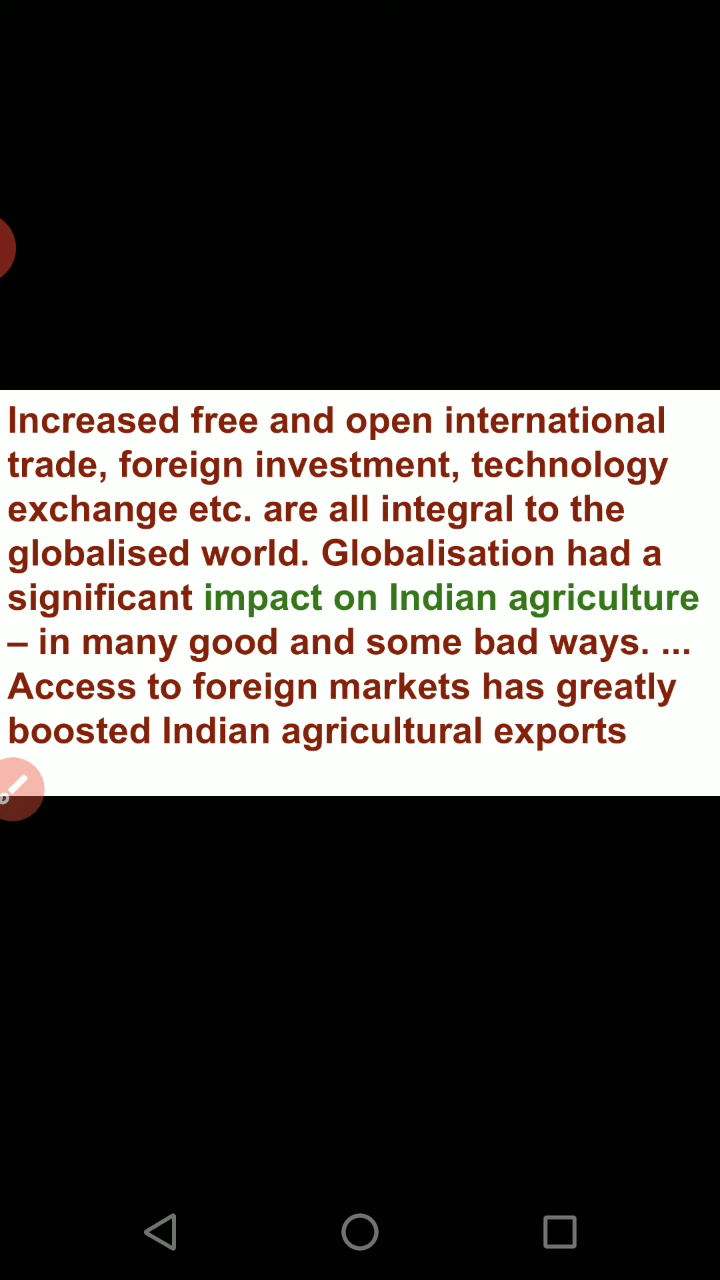 Increased free and open international
trade, foreign investment, technology
exchange etc. are all integral to the
globalised world. Globalisation had a
significant impact on Indian agriculture
– in many good and some bad ways. ...
Access to foreign markets has greatly
boosted Indian agricultural exports